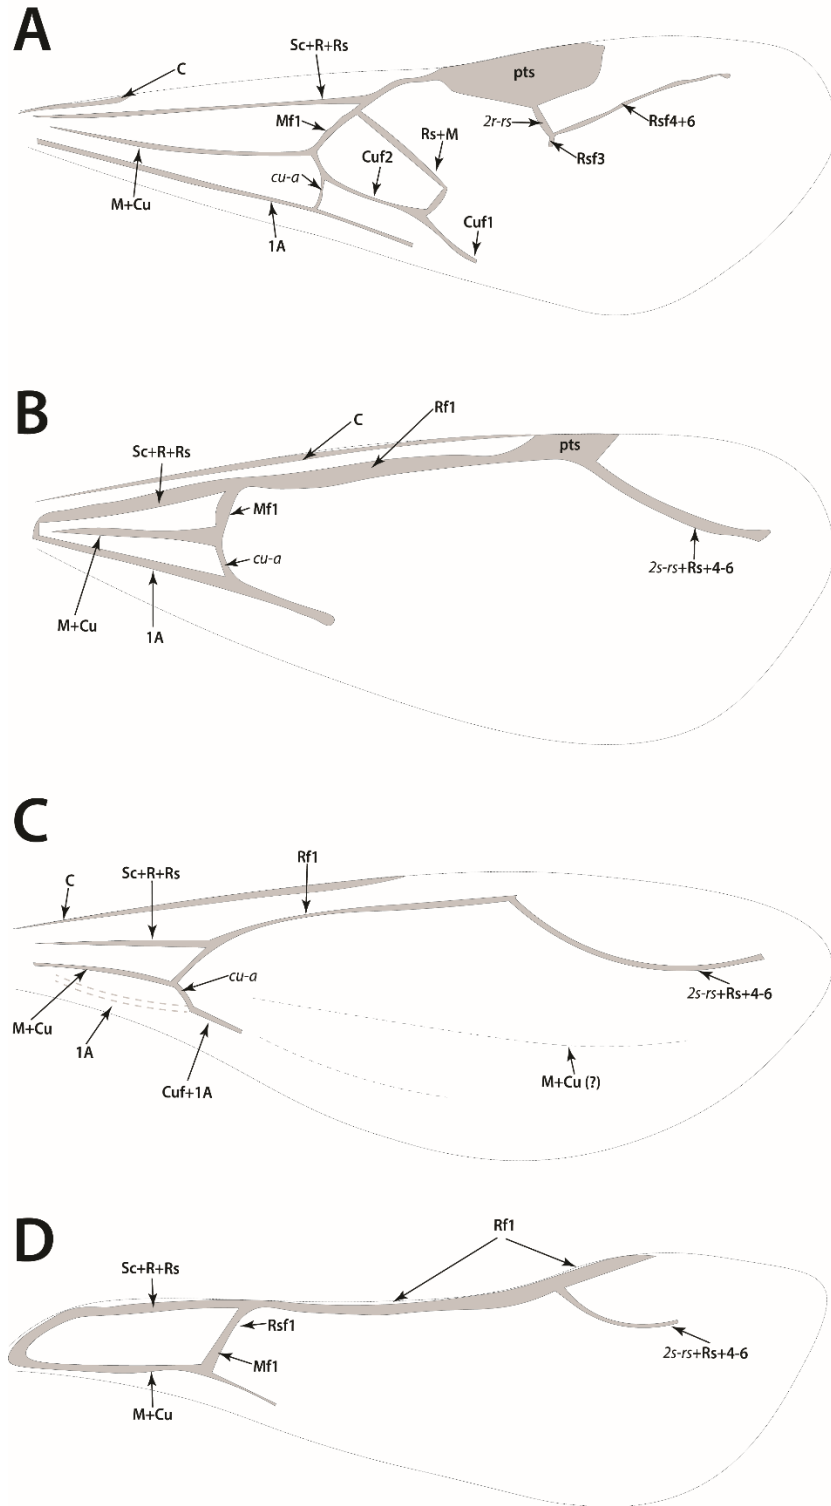 A
Sc+R+Rs
C
pts
Mf1
2r-rs
Rsf4+6
Rs+M
Rsf3
Cuf2
cu-a
M+Cu
Cuf1
1A
B
Rf1
C
Sc+R+Rs
pts
Mf1
cu-a
2s-rs+Rs+4-6
M+Cu
1A
C
Rf1
Sc+R+Rs
C
cu-a
2s-rs+Rs+4-6
M+Cu
1A
M+Cu (?)
Cuf+1A
D
Rf1
Sc+R+Rs
Rsf1
2s-rs+Rs+4-6
Mf1
M+Cu